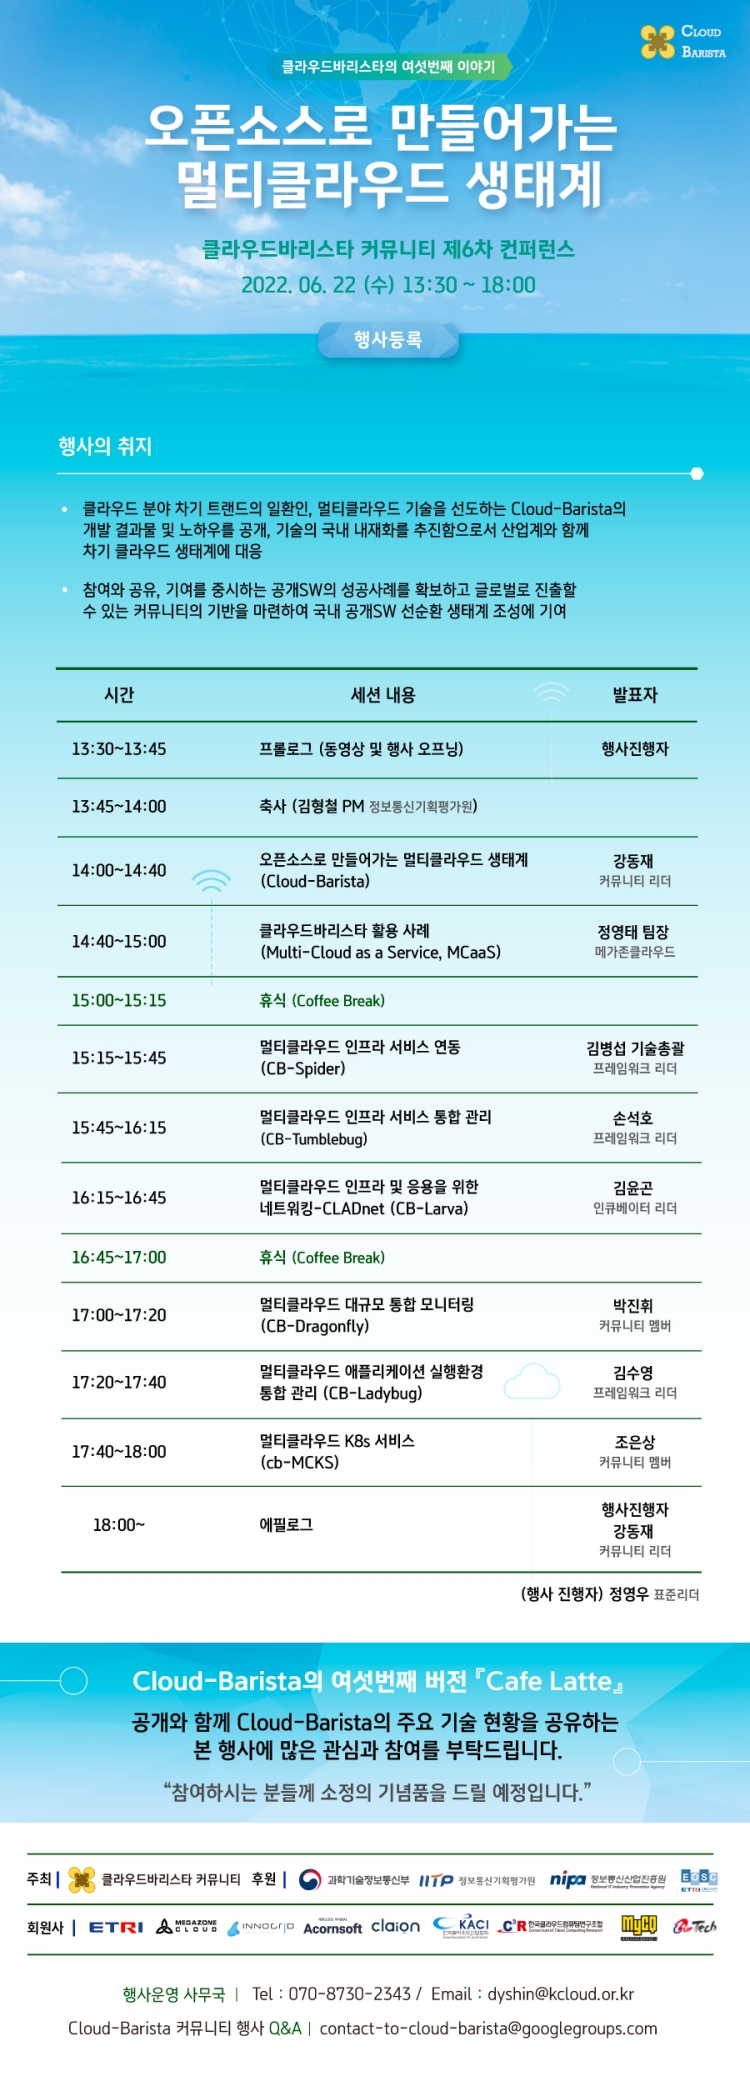 CLOUD
BARISTA
클라우드바리스타의 여섯번째 이야기
오픈소스로 만들어가는
멀티클라우드 생태계
클라우드바리스타 커뮤니티 제6차 컨퍼런스
2022. 06. 22 (수) 13:30 ~ 18:00
행사등록
행사의 취지
• 클라우드 분야 차기 트랜드의 일환인, 멀티클라우드 기술을 선도하는 Cloud-Barista의
개발 결과물 및 노하우를 공개, 기술의 국내 내재화를 추진함으로서 산업계와 함께
차기 클라우드 생태계에 대응
• 참여와 공유, 기여를 중시하는 공개SW의 성공사례를 확보하고 글로벌로 진출할
수 있는 커뮤니티의 기반을 마련하여 국내 공개SW 선순환 생태계 조성에 기여
시간 세션 내용 발표자
13:30~13:45 프롤로그 (동영상 및 행사 오프닝) 행사진행자
13:45~14:00 축사 (김형철 PM 정보통신기획평가원)
14:00~14:40 오픈소스로 만들어가는 멀티클라우드 생태계 강동재
(Cloud-Barista) 커뮤니티 리더
14:40~15:00 클라우드바리스타 활용 사례 정영태 팀장
(Multi-Cloud as a Service, MCaaS) 메가존클라우드
15:00~15:15 휴식 (Coffee Break)
15:15~15:45 멀티클라우드 인프라 서비스 연동 김병섭 기술총괄
(CB-Spider) 프레임워크 리더
15:45~16:15 멀티클라우드 인프라 서비스 통합 관리 손석호
(CB-Tumblebug) 프레임워크 리더
16:15~16:45 멀티클라우드 인프라 및 응용을 위한 김윤곤
네트워킹-CLADnet (CB-Larva) 인큐베이터 리더
16:45~17:00 휴식 (Coffee Break)
17:00~17:20 멀티클라우드 대규모 통합 모니터링 박진휘
(CB-Dragonfly) 커뮤니티 멤버
17:20~17:40 멀티클라우드 애플리케이션 실행환경 김수영
통합 관리 (CB-Ladybug) 프레임워크 리더
17:40~18:00 멀티클라우드 K8s 서비스 조은상
(cb-MCKS) 커뮤니티 멤버
18:00~ 에필로그 행사진행자
강동재
커뮤니티 리더
(행사 진행자) 정영우 표준리더
Cloud-Barista의 여섯번째 버전 『Cafe Latte』
공개와 함께 Cloud-Barista의 주요 기술 현황을 공유하는
본 행사에 많은 관심과 참여를 부탁드립니다.
“참여하시는 분들께 소정의 기념품을 드릴 예정입니다.”
주최 | 클라우드바리스타 커뮤니티 후원 | 과학기술정보통신부 IITP 정보통신기획평가원 nipa 정보통신산업진흥원 EOSC
ETRI
회원사 | ETRI MEGAZONE CLOUD INNOGRID Acornsoft claion KACI C3R 한국클라우드컴퓨팅연구조합 MyCQ GurTech
행사운영 사무국 | Tel : 070-8730-2343 / Email : dyshin@kcloud.or.kr
Cloud-Barista 커뮤니티 행사 Q&A | contact-to-cloud-barista@googlegroups.com